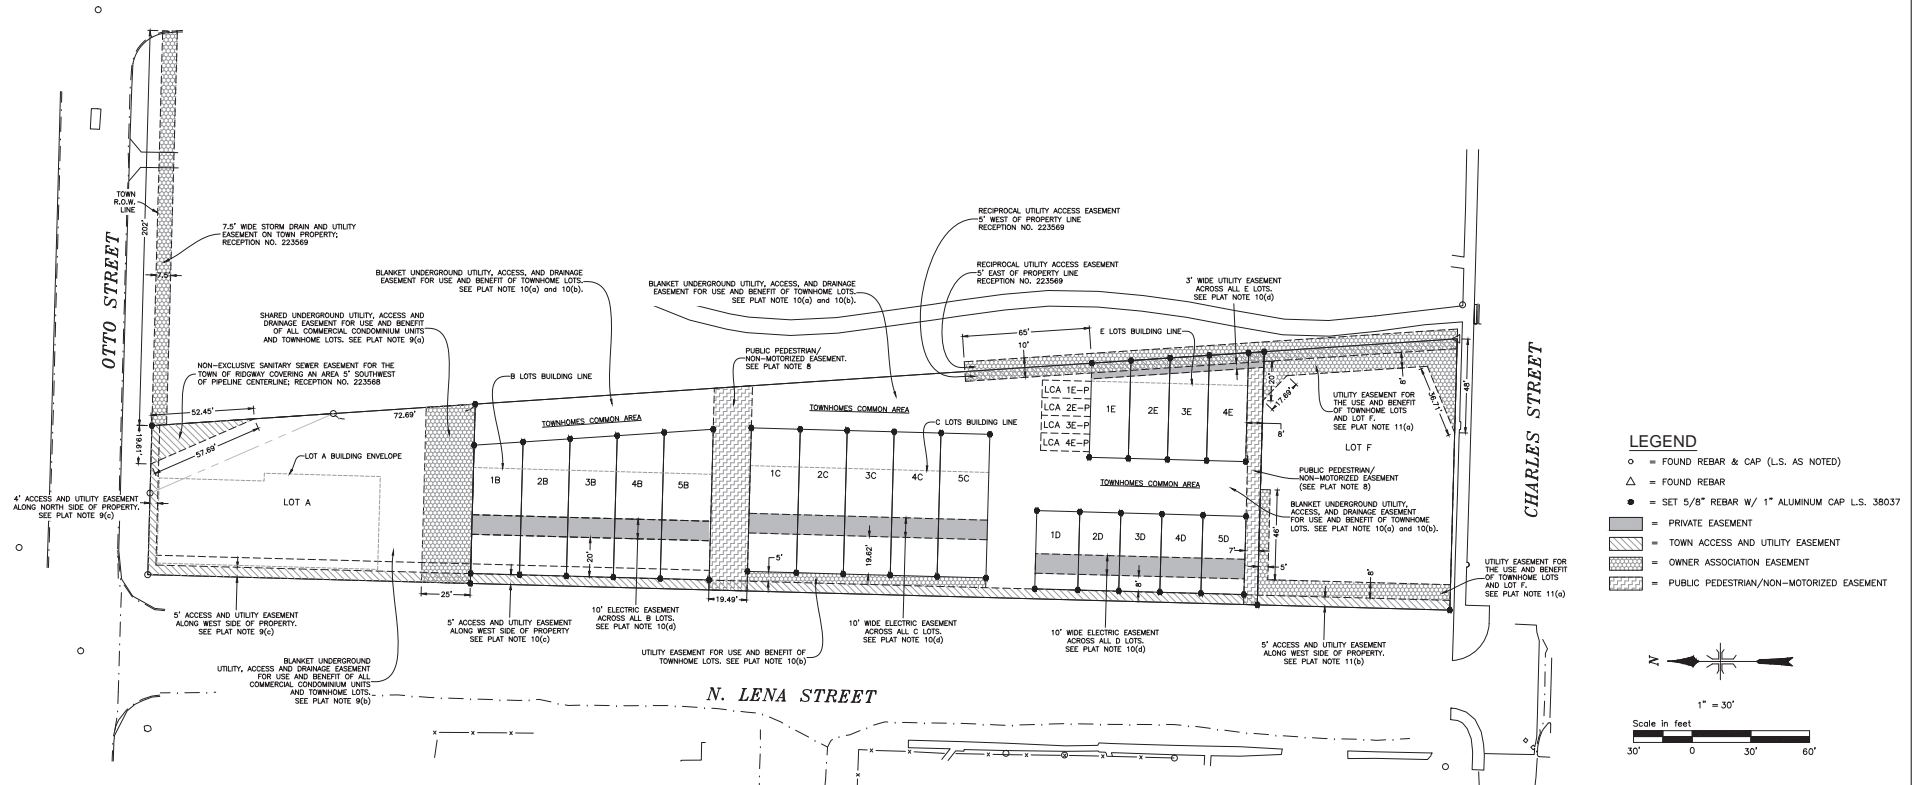 OTTO STREET
TOWN
R.O.W.
LINE
202'
7.5'
7.5' WIDE STORM DRAIN AND UTILITY
EASEMENT ON TOWN PROPERTY;
RECEPTION NO. 223569
BLANKET UNDERGROUND UTILITY, ACCESS, AND DRAINAGE
EASEMENT FOR USE AND BENEFIT OF TOWNHOME LOTS.
SEE PLAT NOTE 10(a) and 10(b).
SHARED UNDERGROUND UTILITY, ACCESS AND
DRAINAGE EASEMENT FOR USE AND BENEFIT
OF ALL COMMERCIAL CONDOMINIUM UNITS
AND TOWNHOME LOTS. SEE PLAT NOTE 9(a)
NON-EXCLUSIVE SANITARY SEWER EASEMENT FOR THE
TOWN OF RIDGWAY COVERING AN AREA 5' SOUTHWEST
OF PIPELINE CENTERLINE; RECEPTION NO. 223568
52.45'
72.69'
19.61'
57.69'
LOT A BUILDING ENVELOPE
LOT A
4' ACCESS AND UTILITY EASEMENT
ALONG NORTH SIDE OF PROPERTY.
SEE PLAT NOTE 9(c)
5' ACCESS AND UTILITY EASEMENT
ALONG WEST SIDE OF PROPERTY.
SEE PLAT NOTE 9(c)
BLANKET UNDERGROUND
UTILITY, ACCESS AND DRAINAGE EASEMENT
FOR USE AND BENEFIT OF ALL
COMMERCIAL CONDOMINIUM UNITS
AND TOWNHOME LOTS.
SEE PLAT NOTE 9(b)
25'
B LOTS BUILDING LINE
TOWNHOMES COMMON AREA
1B
2B
3B
4B
5B
20'
5' ACCESS AND UTILITY EASEMENT
ALONG WEST SIDE OF PROPERTY
SEE PLAT NOTE 10(c)
10' ELECTRIC EASEMENT
ACROSS ALL B LOTS.
SEE PLAT NOTE 10(d)
19.49'
PUBLIC PEDESTRIAN/
NON-MOTORIZED EASEMENT.
SEE PLAT NOTE 8
BLANKET UNDERGROUND UTILITY, ACCESS, AND DRAINAGE
EASEMENT FOR USE AND BENEFIT OF TOWNHOME LOTS.
SEE PLAT NOTE 10(a) and 10(b).
TOWNHOMES COMMON AREA
C LOTS BUILDING LINE
1C
2C
3C
4C
5C
5'
19.62'
UTILITY EASEMENT FOR USE AND BENEFIT OF
TOWNHOME LOTS. SEE PLAT NOTE 10(b)
10' WIDE ELECTRIC EASEMENT
ACROSS ALL C LOTS.
SEE PLAT NOTE 10(d)
RECIPROCAL UTILITY ACCESS EASEMENT
5' WEST OF PROPERTY LINE
RECEPTION NO. 223569
RECIPROCAL UTILITY ACCESS EASEMENT
5' EAST OF PROPERTY LINE
RECEPTION NO. 223569
3' WIDE UTILITY EASEMENT
ACROSS ALL E LOTS.
SEE PLAT NOTE 10(d)
65'
10'
E LOTS BUILDING LINE
LCA 1E-P
LCA 2E-P
LCA 3E-P
LCA 4E-P
1E
2E
3E
4E
20'
17.69'
8'
8'
36.71'
48'
UTILITY EASEMENT FOR
THE USE AND BENEFIT
OF TOWNHOME LOTS
AND LOT F.
SEE PLAT NOTE 11(a)
LOT F
PUBLIC PEDESTRIAN/
NON-MOTORIZED EASEMENT
(SEE PLAT NOTE 8)
TOWNHOMES COMMON AREA
BLANKET UNDERGROUND UTILITY,
ACCESS, AND DRAINAGE EASEMENT
FOR USE AND BENEFIT OF TOWNHOME
LOTS. SEE PLAT NOTE 10(a) and 10(b).
1D
2D
3D
4D
5D
7'
46'
5'
8'
8'
UTILITY EASEMENT FOR
THE USE AND BENEFIT
OF TOWNHOME LOTS
AND LOT F.
SEE PLAT NOTE 11(a)
10' WIDE ELECTRIC EASEMENT
ACROSS ALL D LOTS.
SEE PLAT NOTE 10(d)
5' ACCESS AND UTILITY EASEMENT
ALONG WEST SIDE OF PROPERTY.
SEE PLAT NOTE 11(b)
N. LENA STREET
CHARLES STREET
LEGEND
= FOUND REBAR & CAP (L.S. AS NOTED)
= FOUND REBAR
= SET 5/8" REBAR W/ 1" ALUMINUM CAP L.S. 38037
= PRIVATE EASEMENT
= TOWN ACCESS AND UTILITY EASEMENT
= OWNER ASSOCIATION EASEMENT
= PUBLIC PEDESTRIAN/NON-MOTORIZED EASEMENT
N
1" = 30'
Scale in feet
30' 0 30' 60'